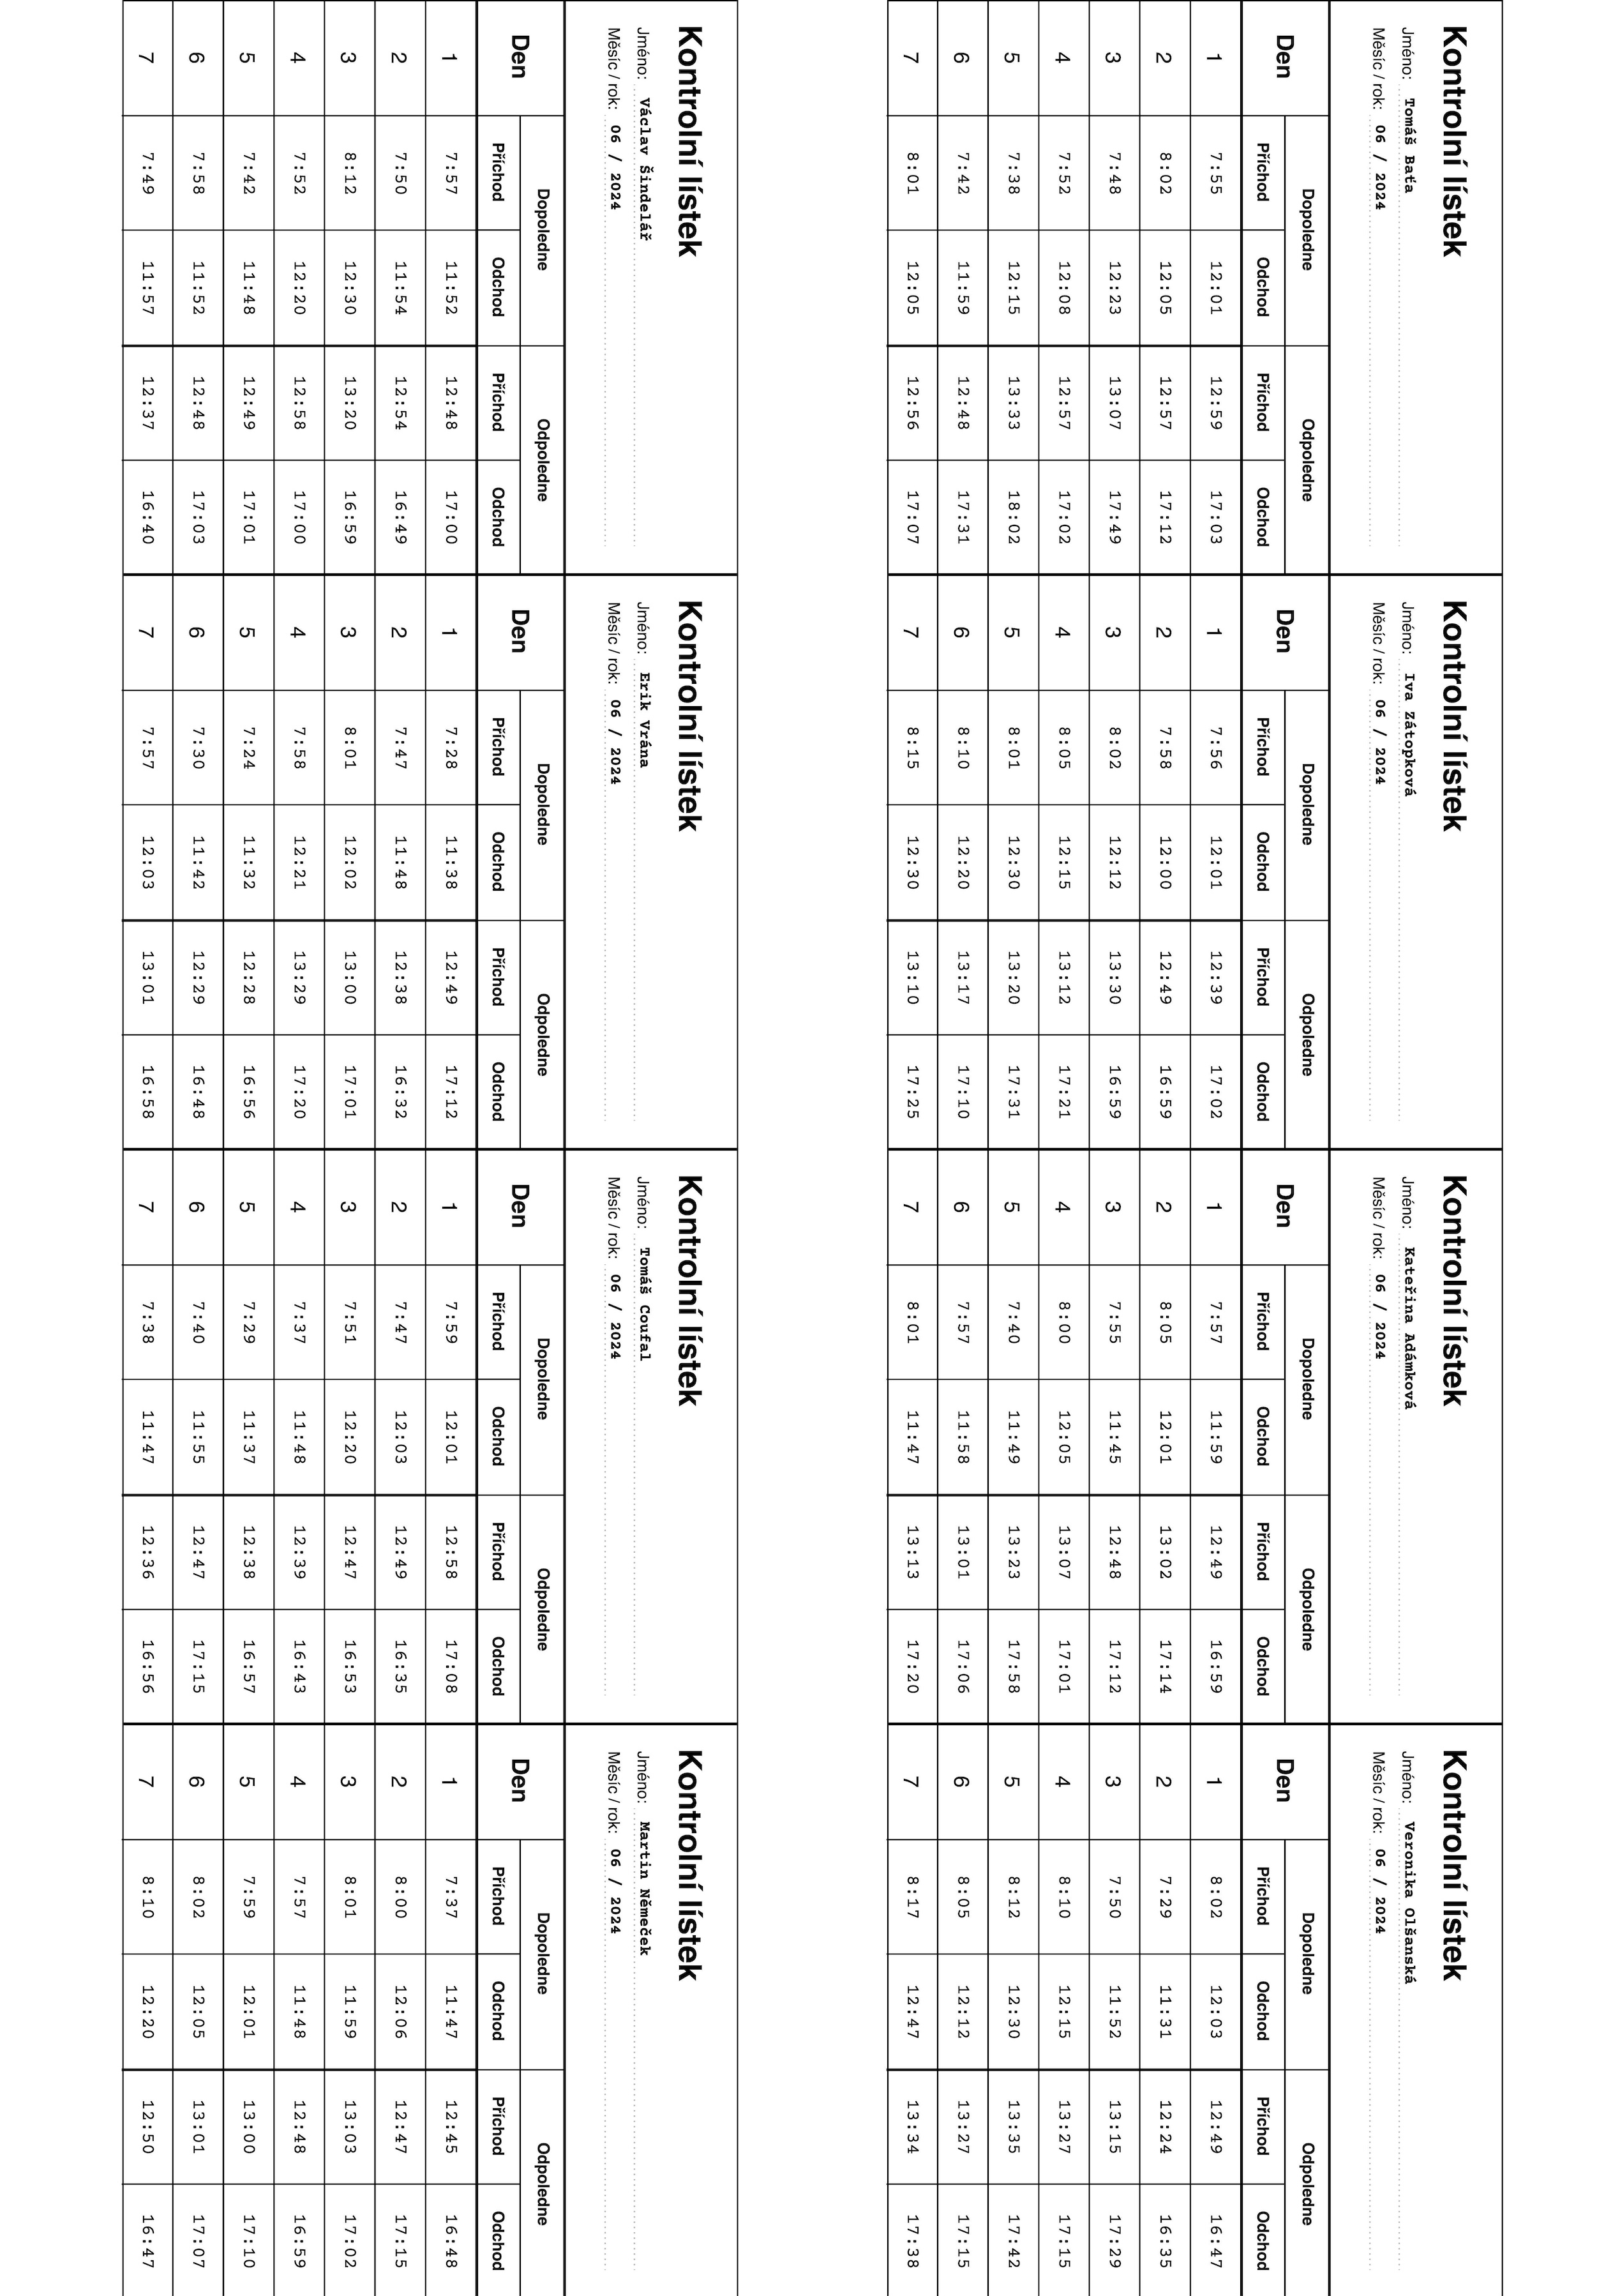 Kontrolní lístek
Jméno: Tomáš Baťa
Měsíc / rok: 06 / 2024
Den Dopoledne Odpoledne
Příchod Odchod Příchod Odchod
1 7:55 12:01 12:59 17:03
2 8:02 12:05 12:57 17:12
3 7:48 12:23 13:07 17:49
4 7:52 12:08 12:57 17:02
5 7:38 12:15 13:33 18:02
6 7:42 11:59 12:48 17:31
7 8:01 12:05 12:56 17:07
Kontrolní lístek
Jméno: Iva Zátopková
Měsíc / rok: 06 / 2024
Den Dopoledne Odpoledne
Příchod Odchod Příchod Odchod
1 7:56 12:01 12:39 17:02
2 7:58 12:00 12:49 16:59
3 8:02 12:12 13:30 16:59
4 8:05 12:15 13:12 17:21
5 8:01 12:30 13:20 17:31
6 8:10 12:20 13:17 17:10
7 8:15 12:30 13:10 17:25
Kontrolní lístek
Jméno: Kateřina Adámková
Měsíc / rok: 06 / 2024
Den Dopoledne Odpoledne
Příchod Odchod Příchod Odchod
1 7:57 11:59 12:49 16:59
2 8:05 12:01 13:02 17:14
3 7:55 11:45 12:48 17:12
4 8:00 12:05 13:07 17:01
5 7:40 11:49 13:23 17:58
6 7:57 11:58 13:01 17:06
7 8:01 11:47 13:13 17:20
Kontrolní lístek
Jméno: Veronika Olšanská
Měsíc / rok: 06 / 2024
Den Dopoledne Odpoledne
Příchod Odchod Příchod Odchod
1 8:02 12:03 12:49 16:47
2 7:29 11:31 12:24 16:35
3 7:50 11:52 13:15 17:29
4 8:10 12:15 13:27 17:15
5 8:12 12:30 13:35 17:42
6 8:05 12:12 13:27 17:15
7 8:17 12:47 13:34 17:38
Kontrolní lístek
Jméno: Václav Šindelář
Měsíc / rok: 06 / 2024
Den Dopoledne Odpoledne
Příchod Odchod Příchod Odchod
1 7:57 11:52 12:48 17:00
2 7:50 11:54 12:54 16:49
3 8:12 12:30 13:20 16:59
4 7:52 12:20 12:58 17:00
5 7:42 11:48 12:49 17:01
6 7:58 11:52 12:48 17:03
7 7:49 11:57 12:37 16:40
Kontrolní lístek
Jméno: Erik Vrána
Měsíc / rok: 06 / 2024
Den Dopoledne Odpoledne
Příchod Odchod Příchod Odchod
1 7:28 11:38 12:49 17:12
2 7:47 11:48 12:38 16:32
3 8:01 12:02 13:00 17:01
4 7:58 12:21 13:29 17:20
5 7:24 11:32 12:28 16:56
6 7:30 11:42 12:29 16:48
7 7:57 12:03 13:01 16:58
Kontrolní lístek
Jméno: Tomáš Coufal
Měsíc / rok: 06 / 2024
Den Dopoledne Odpoledne
Příchod Odchod Příchod Odchod
1 7:59 12:01 12:58 17:08
2 7:47 12:03 12:49 16:35
3 7:51 12:20 12:47 16:53
4 7:37 11:48 12:39 16:43
5 7:29 11:37 12:38 16:57
6 7:40 11:55 12:47 17:15
7 7:38 11:47 12:36 16:56
Kontrolní lístek
Jméno: Martin Němeček
Měsíc / rok: 06 / 2024
Den Dopoledne Odpoledne
Příchod Odchod Příchod Odchod
1 7:37 11:47 12:45 16:48
2 8:00 12:06 12:47 17:15
3 8:01 11:59 13:03 17:02
4 7:57 11:48 12:48 16:59
5 7:59 12:01 13:00 17:10
6 8:02 12:05 13:01 17:07
7 8:10 12:20 12:50 16:47